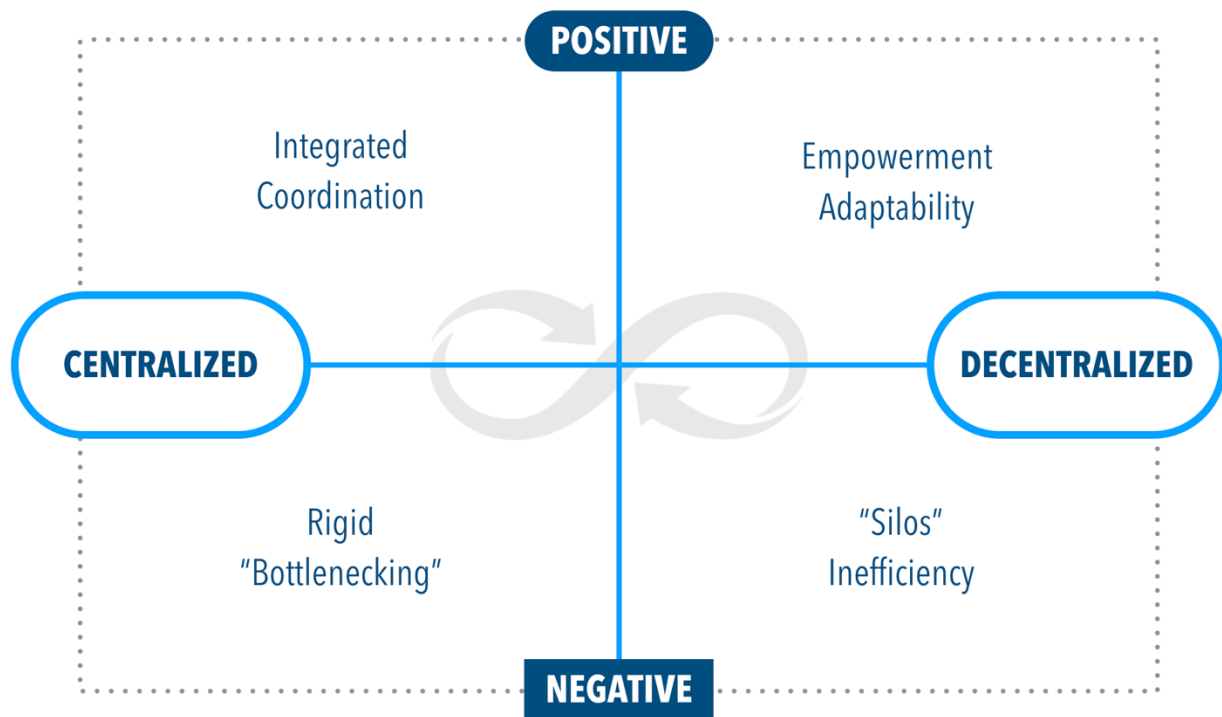 POSITIVE
Integrated
Coordination
Empowerment
Adaptability
CENTRALIZED
DECENTRALIZED
Rigid
“Bottlenecking”
“Silos”
Inefficiency
NEGATIVE